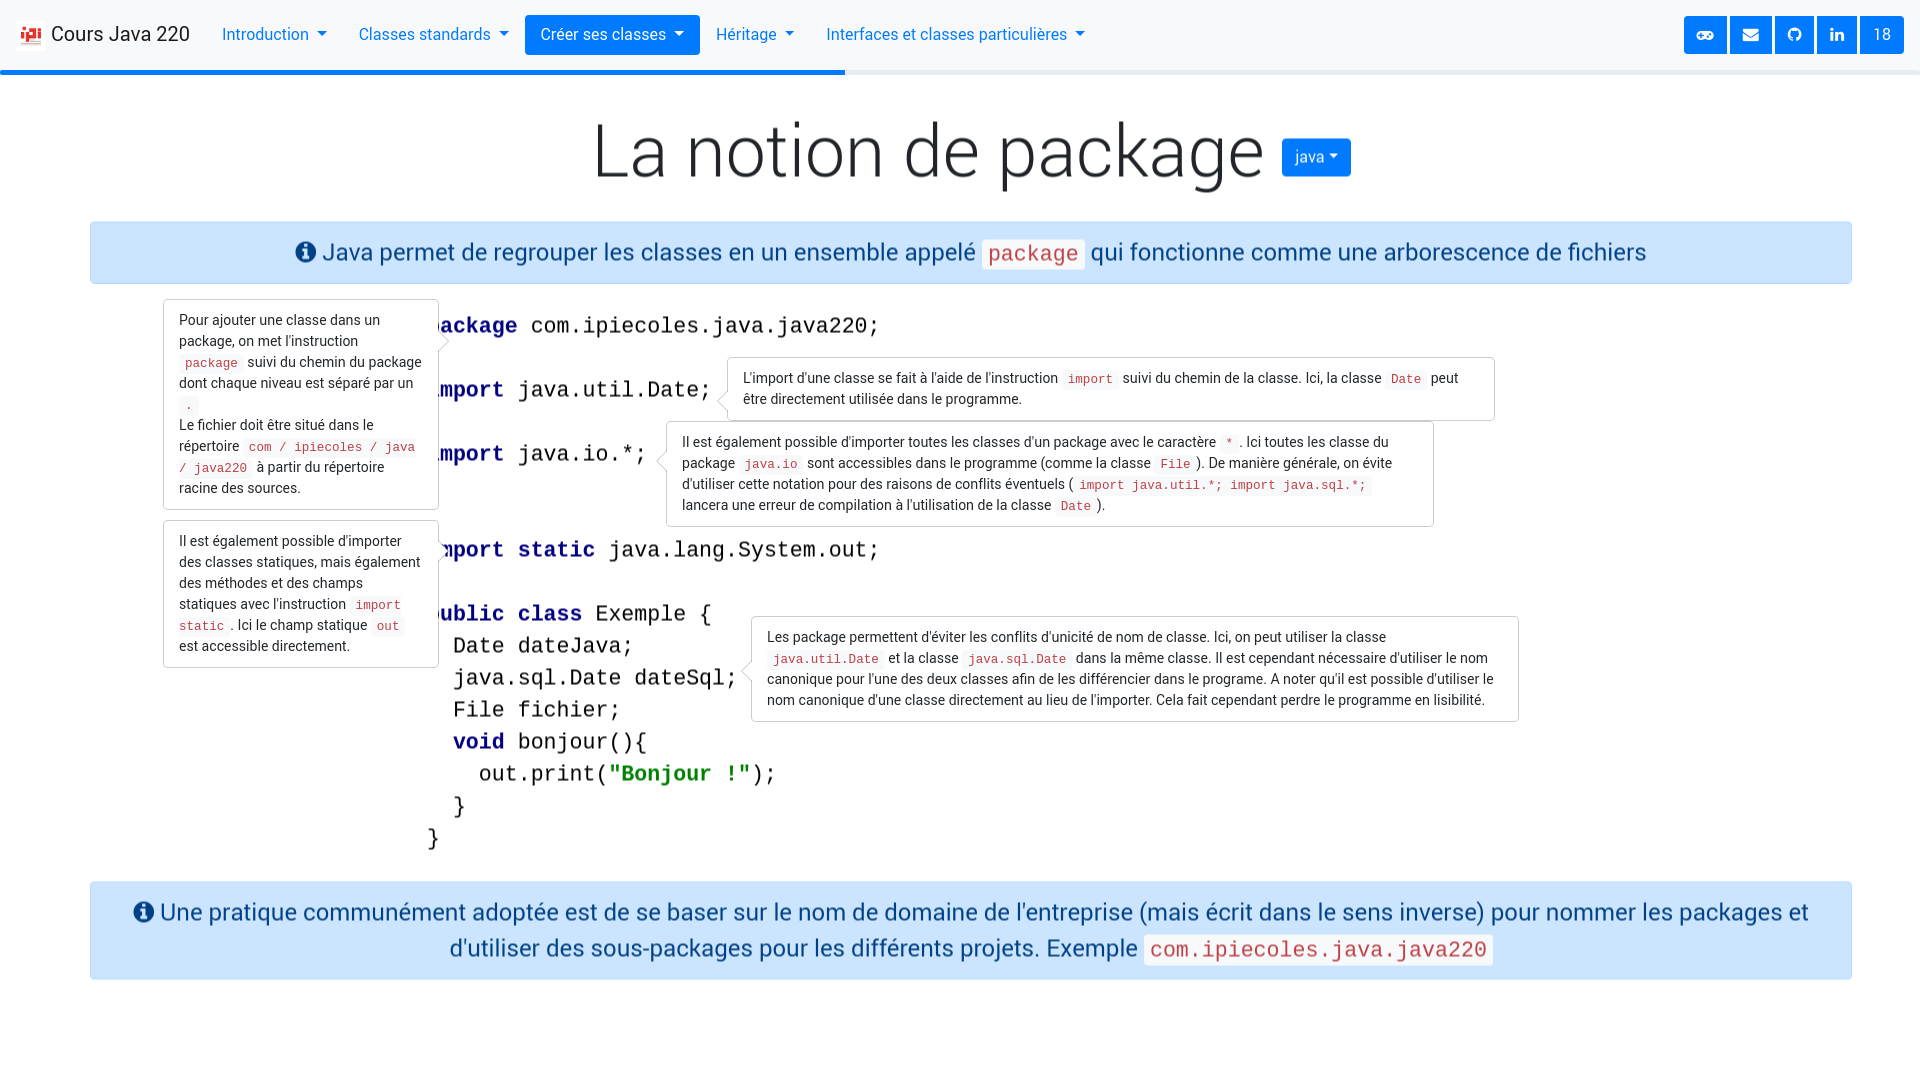 Cours Java 220 Introduction Classes standards Créer ses classes Héritage Interfaces et classes particulières 18
La notion de package java
Java permet de regrouper les classes en un ensemble appelé package qui fonctionne comme une arborescence de fichiers
Pour ajouter une classe dans un
package, on met l'instruction
package suivi du chemin du package
dont chaque niveau est séparé par un
.
Le fichier doit être situé dans le
répertoire com / ipiecoles / java
/ java220 à partir du répertoire
racine des sources.
ackage com.ipiecoles.java.java220;
import java.util.Date;
L'import d'une classe se fait à l'aide de l'instruction import suivi du chemin de la classe. Ici, la classe Date peut
être directement utilisée dans le programme.
import java.io.*;
Il est également possible d'importer toutes les classes d'un package avec le caractère *. Ici toutes les classe du
package java.io sont accessibles dans le programme (comme la classe File). De manière générale, on évite
d'utiliser cette notation pour des raisons de conflits éventuels ( import java.util.*; import java.sql.*;
lancera une erreur de compilation à l'utilisation de la classe Date).
Il est également possible d'importer
des classes statiques, mais également
des méthodes et des champs
statiques avec l'instruction import
static. Ici le champ statique out
est accessible directement.
mport static java.lang.System.out;
public class Exemple {
Date dateJava;
java.sql.Date dateSql;
File fichier;
void bonjour(){
out.print("Bonjour !");
}
}
Les package permettent d'éviter les conflits d'unicité de nom de classe. Ici, on peut utiliser la classe
java.util.Date et la classe java.sql.Date dans la même classe. Il est cependant nécessaire d'utiliser le nom
canonique pour l'une des deux classes afin de les différencier dans le programe. A noter qu'il est possible d'utiliser le
nom canonique d'une classe directement au lieu de l'importer. Cela fait cependant perdre le programme en lisibilité.
Une pratique communément adoptée est de se baser sur le nom de domaine de l'entreprise (mais écrit dans le sens inverse) pour nommer les packages et
d'utiliser des sous-packages pour les différents projets. Exemple com.ipiecoles.java.java220